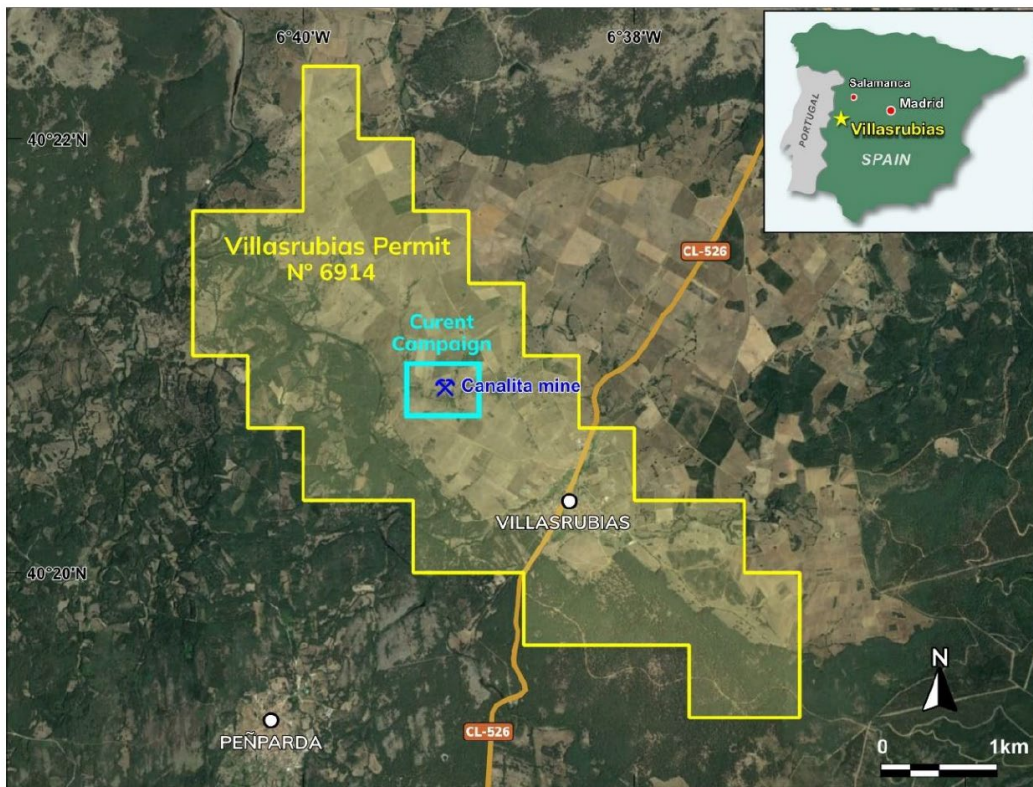 6°40'W
6°38'W
40°22'N
Salamanca
Madrid
Villasrubias
PORTUGAL
SPAIN
Villasrubias Permit
Nº 6914
CL-526
Curent
Campaign
Canalita mine
VILLASRUBIAS
40°20'N
PEÑPARDA
CL-526
N
0
1km